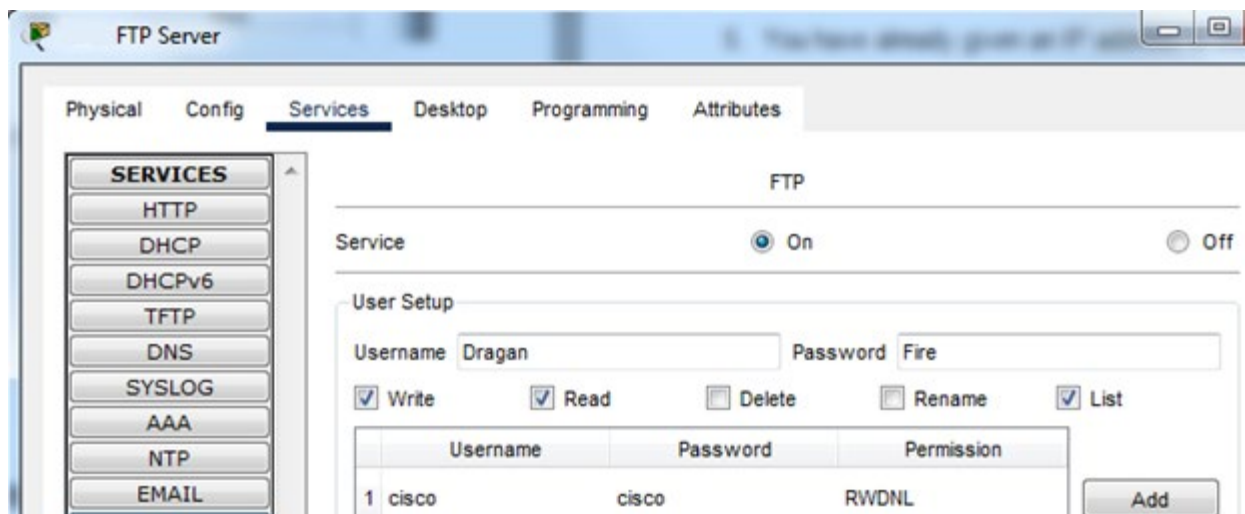 FTP Server
Physical Config Services Desktop Programming Attributes
SERVICES
HTTP
DHCP
DHCPv6
TFTP
DNS
SYSLOG
AAA
NTP
EMAIL
FTP
Service On Off
User Setup
Username Dragan Password Fire
Write Read Delete Rename List
Username Password Permission
1 cisco cisco RWDNL
Add